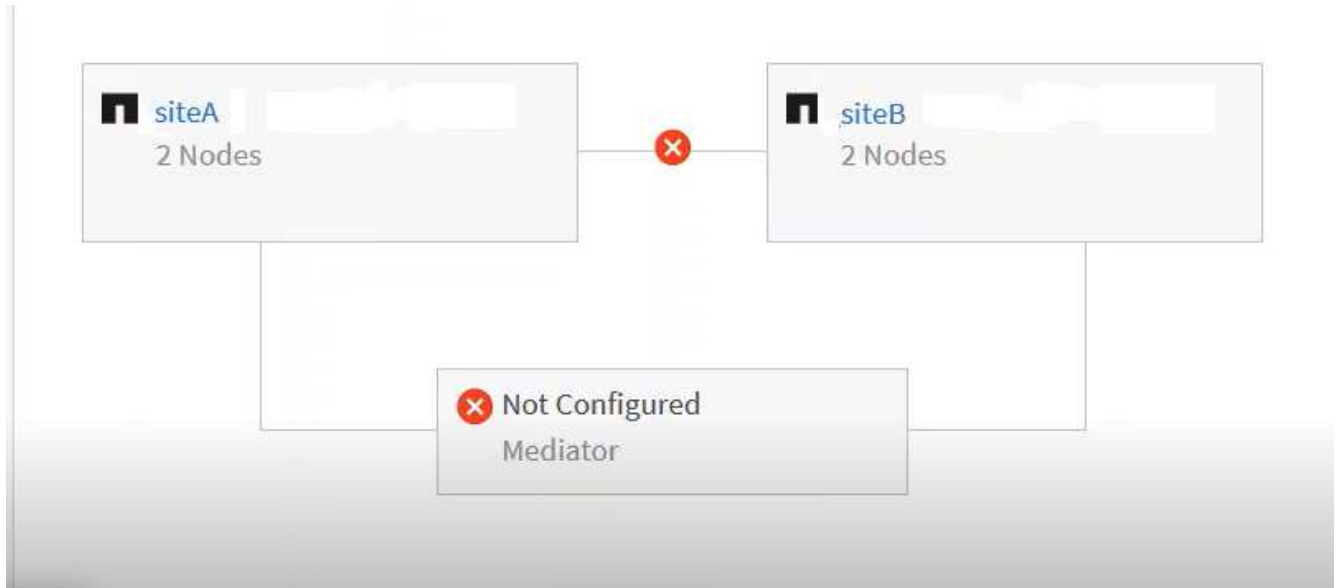 siteA
2 Nodes
siteB
2 Nodes
Not Configured
Mediator